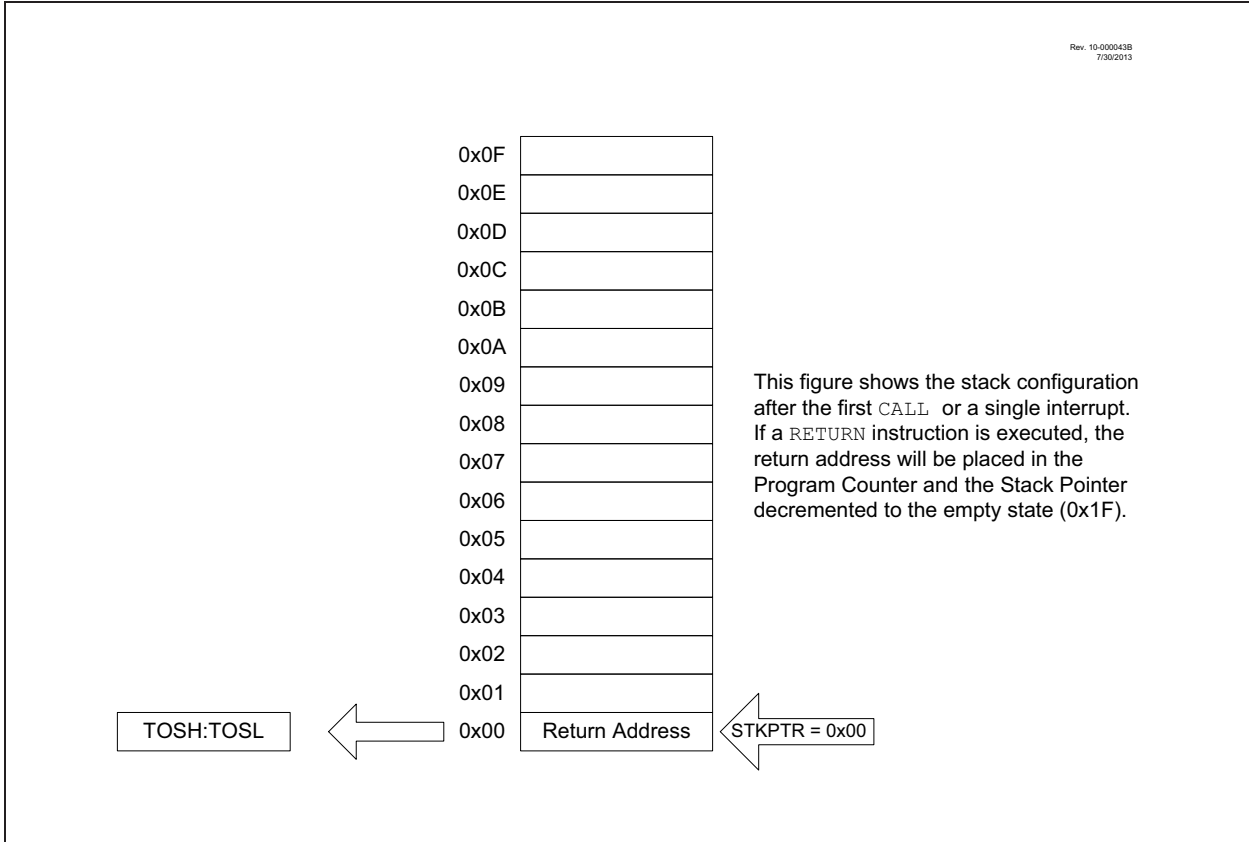 Rev. 10-000043B
7/30/2013
0x0F
0x0E
0x0D
0x0C
0x0B
0x0A
0x09
0x08
0x07
0x06
0x05
0x04
0x03
0x02
0x01
0x00
This figure shows the stack configuration
after the first CALL or a single interrupt.
If a RETURN instruction is executed, the
return address will be placed in the
Program Counter and the Stack Pointer
decremented to the empty state (0x1F).
TOSH:TOSL
Return Address
STKPTR = 0x00